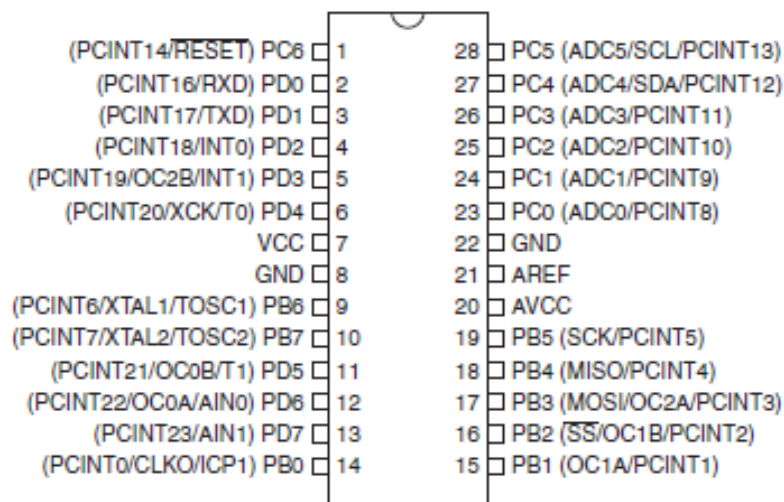 (PCINT14/RESET) PC6 1 28 PC5 (ADC5/SCL/PCINT13)
(PCINT16/RXD) PD0 2 27 PC4 (ADC4/SDA/PCINT12)
(PCINT17/TXD) PD1 3 26 PC3 (ADC3/PCINT11)
(PCINT18/INT0) PD2 4 25 PC2 (ADC2/PCINT10)
(PCINT19/OC2B/INT1) PD3 5 24 PC1 (ADC1/PCINT9)
(PCINT20/XCK/T0) PD4 6 23 PC0 (ADC0/PCINT8)
VCC 7 22 GND
GND 8 21 AREF
(PCINT6/XTAL1/TOSC1) PB6 9 20 AVCC
(PCINT7/XTAL2/TOSC2) PB7 10 19 PB5 (SCK/PCINT5)
(PCINT21/OC0B/T1) PD5 11 18 PB4 (MISO/PCINT4)
(PCINT22/OC0A/AIN0) PD6 12 17 PB3 (MOSI/OC2A/PCINT3)
(PCINT23/AIN1) PD7 13 16 PB2 (SS/OC1B/PCINT2)
(PCINT0/CLKO/ICP1) PB0 14 15 PB1 (OC1A/PCINT1)